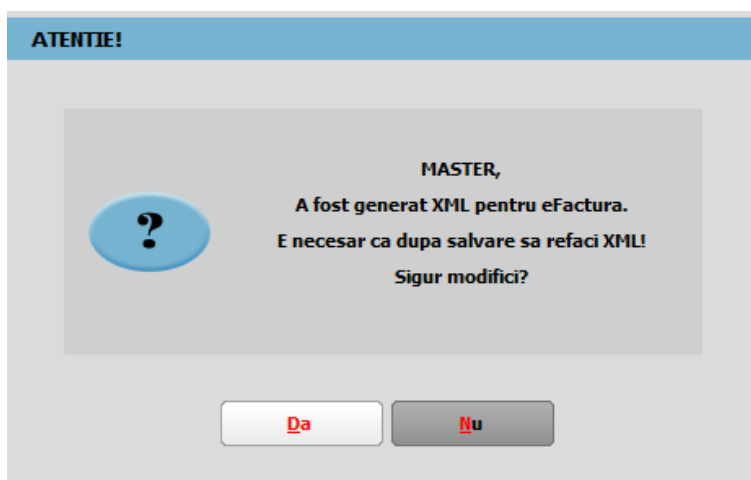 ATENTIE!
?
MASTER,
A fost generat XML pentru eFactura.
E necesar ca dupa salvare sa refaci XML!
Sigur modifici?
Da
Nu